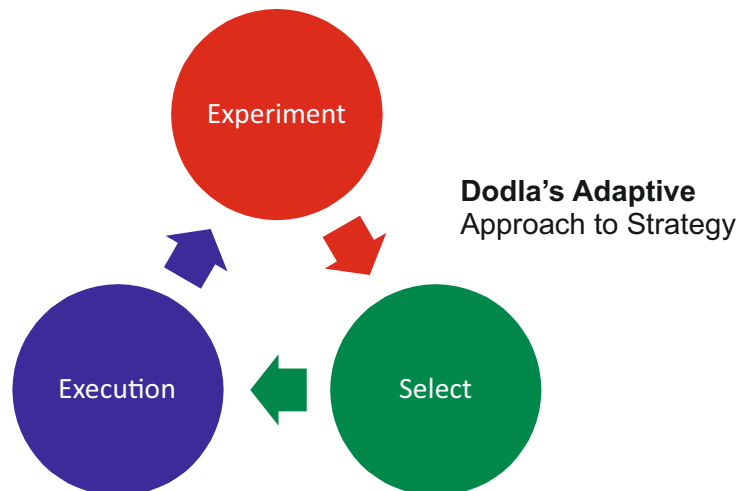 Experiment
Dodla's Adaptive
Approach to Strategy
Execution
Select